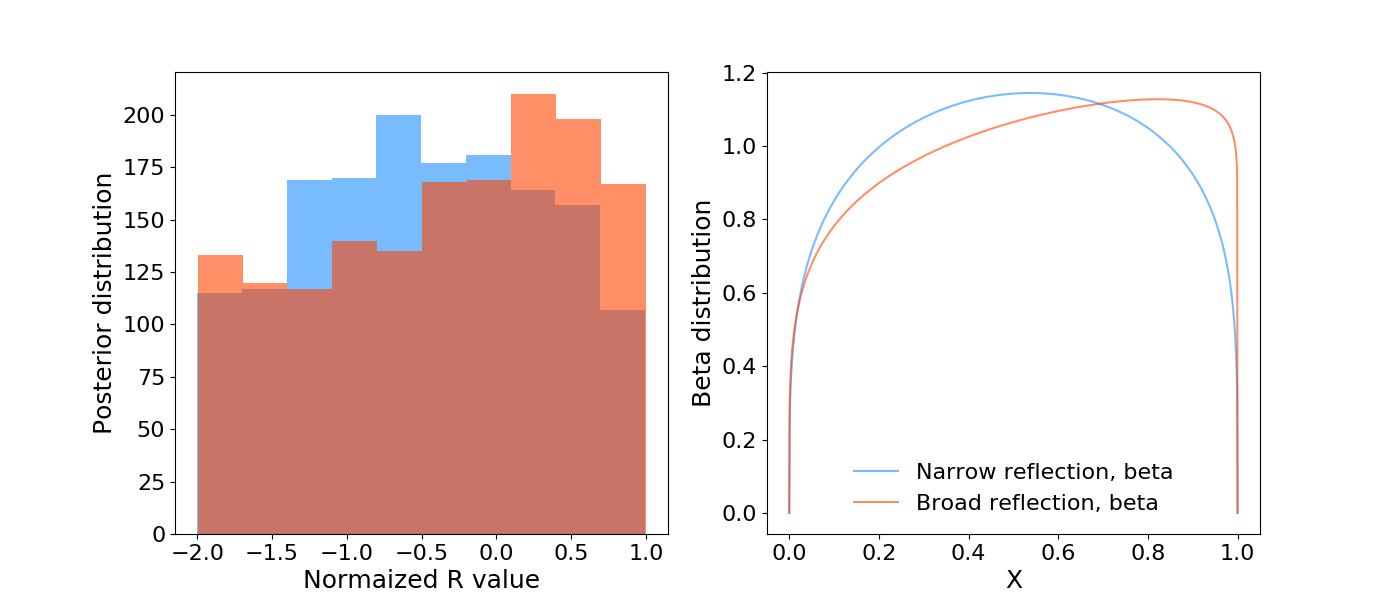 Posterior distribution
200
175
150
125
100
75
50
25
0
−2.0 −1.5 −1.0 −0.5 0.0 0.5 1.0
Normaized R value
Beta distribution
1.2
1.0
0.8
0.6
0.4
0.2
0.0
Narrow reflection, beta
Broad reflection, beta
0.0 0.2 0.4 0.6 0.8 1.0
X